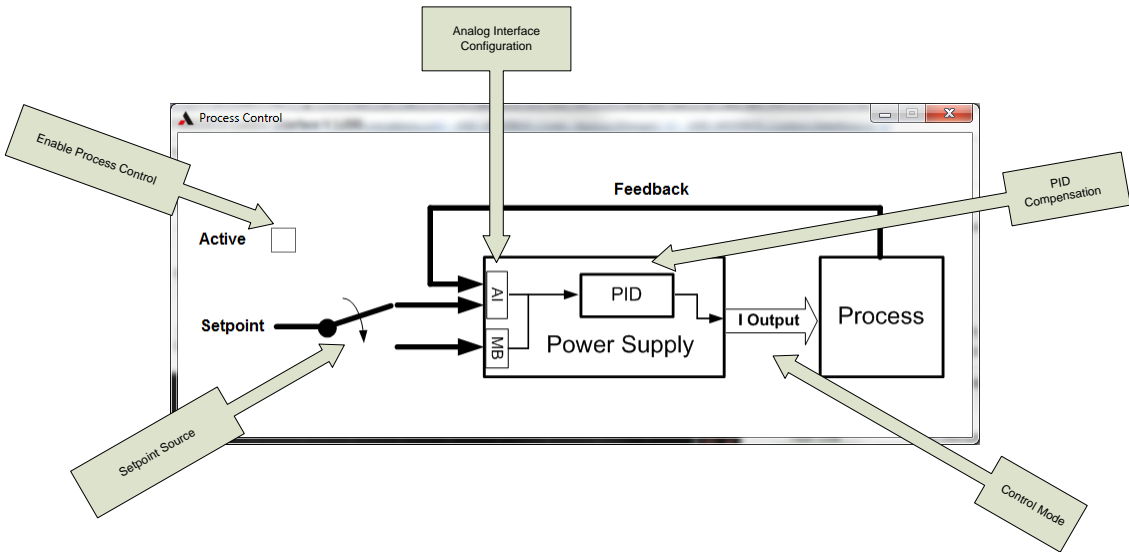 Analog Interface
Configuration
Process Control
Enable Process Control
PID
Compensation
Feedback
Active
AI
PID
Setpoint
I Output
Process
MB
Power Supply
Setpoint Source
Control Mode